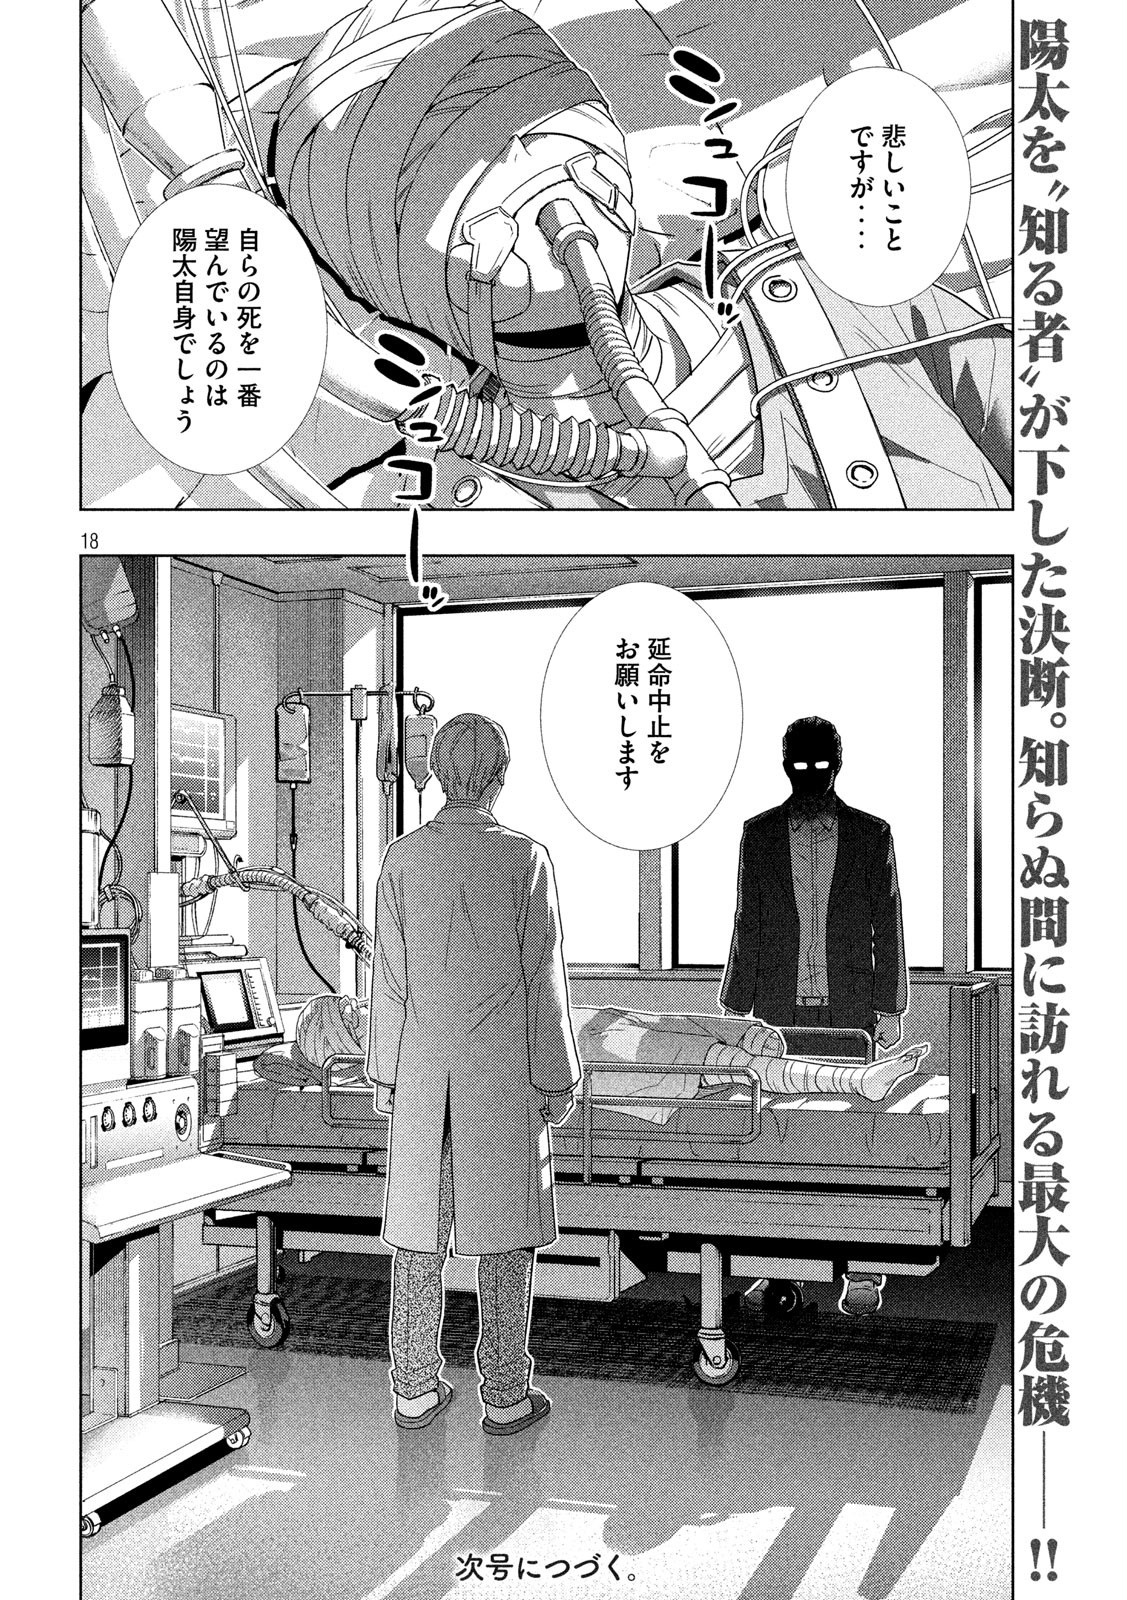 陽太を〝知る者〟が下した決断。知らぬ間に訪れる最大の危機――!!
悲しいこと
ですが‥‥
シュコーッ
自らの死を一番
望んでいるのは
陽太自身でしょう
シュコーッ
18
延命中止を
お願いします
次号につづく。